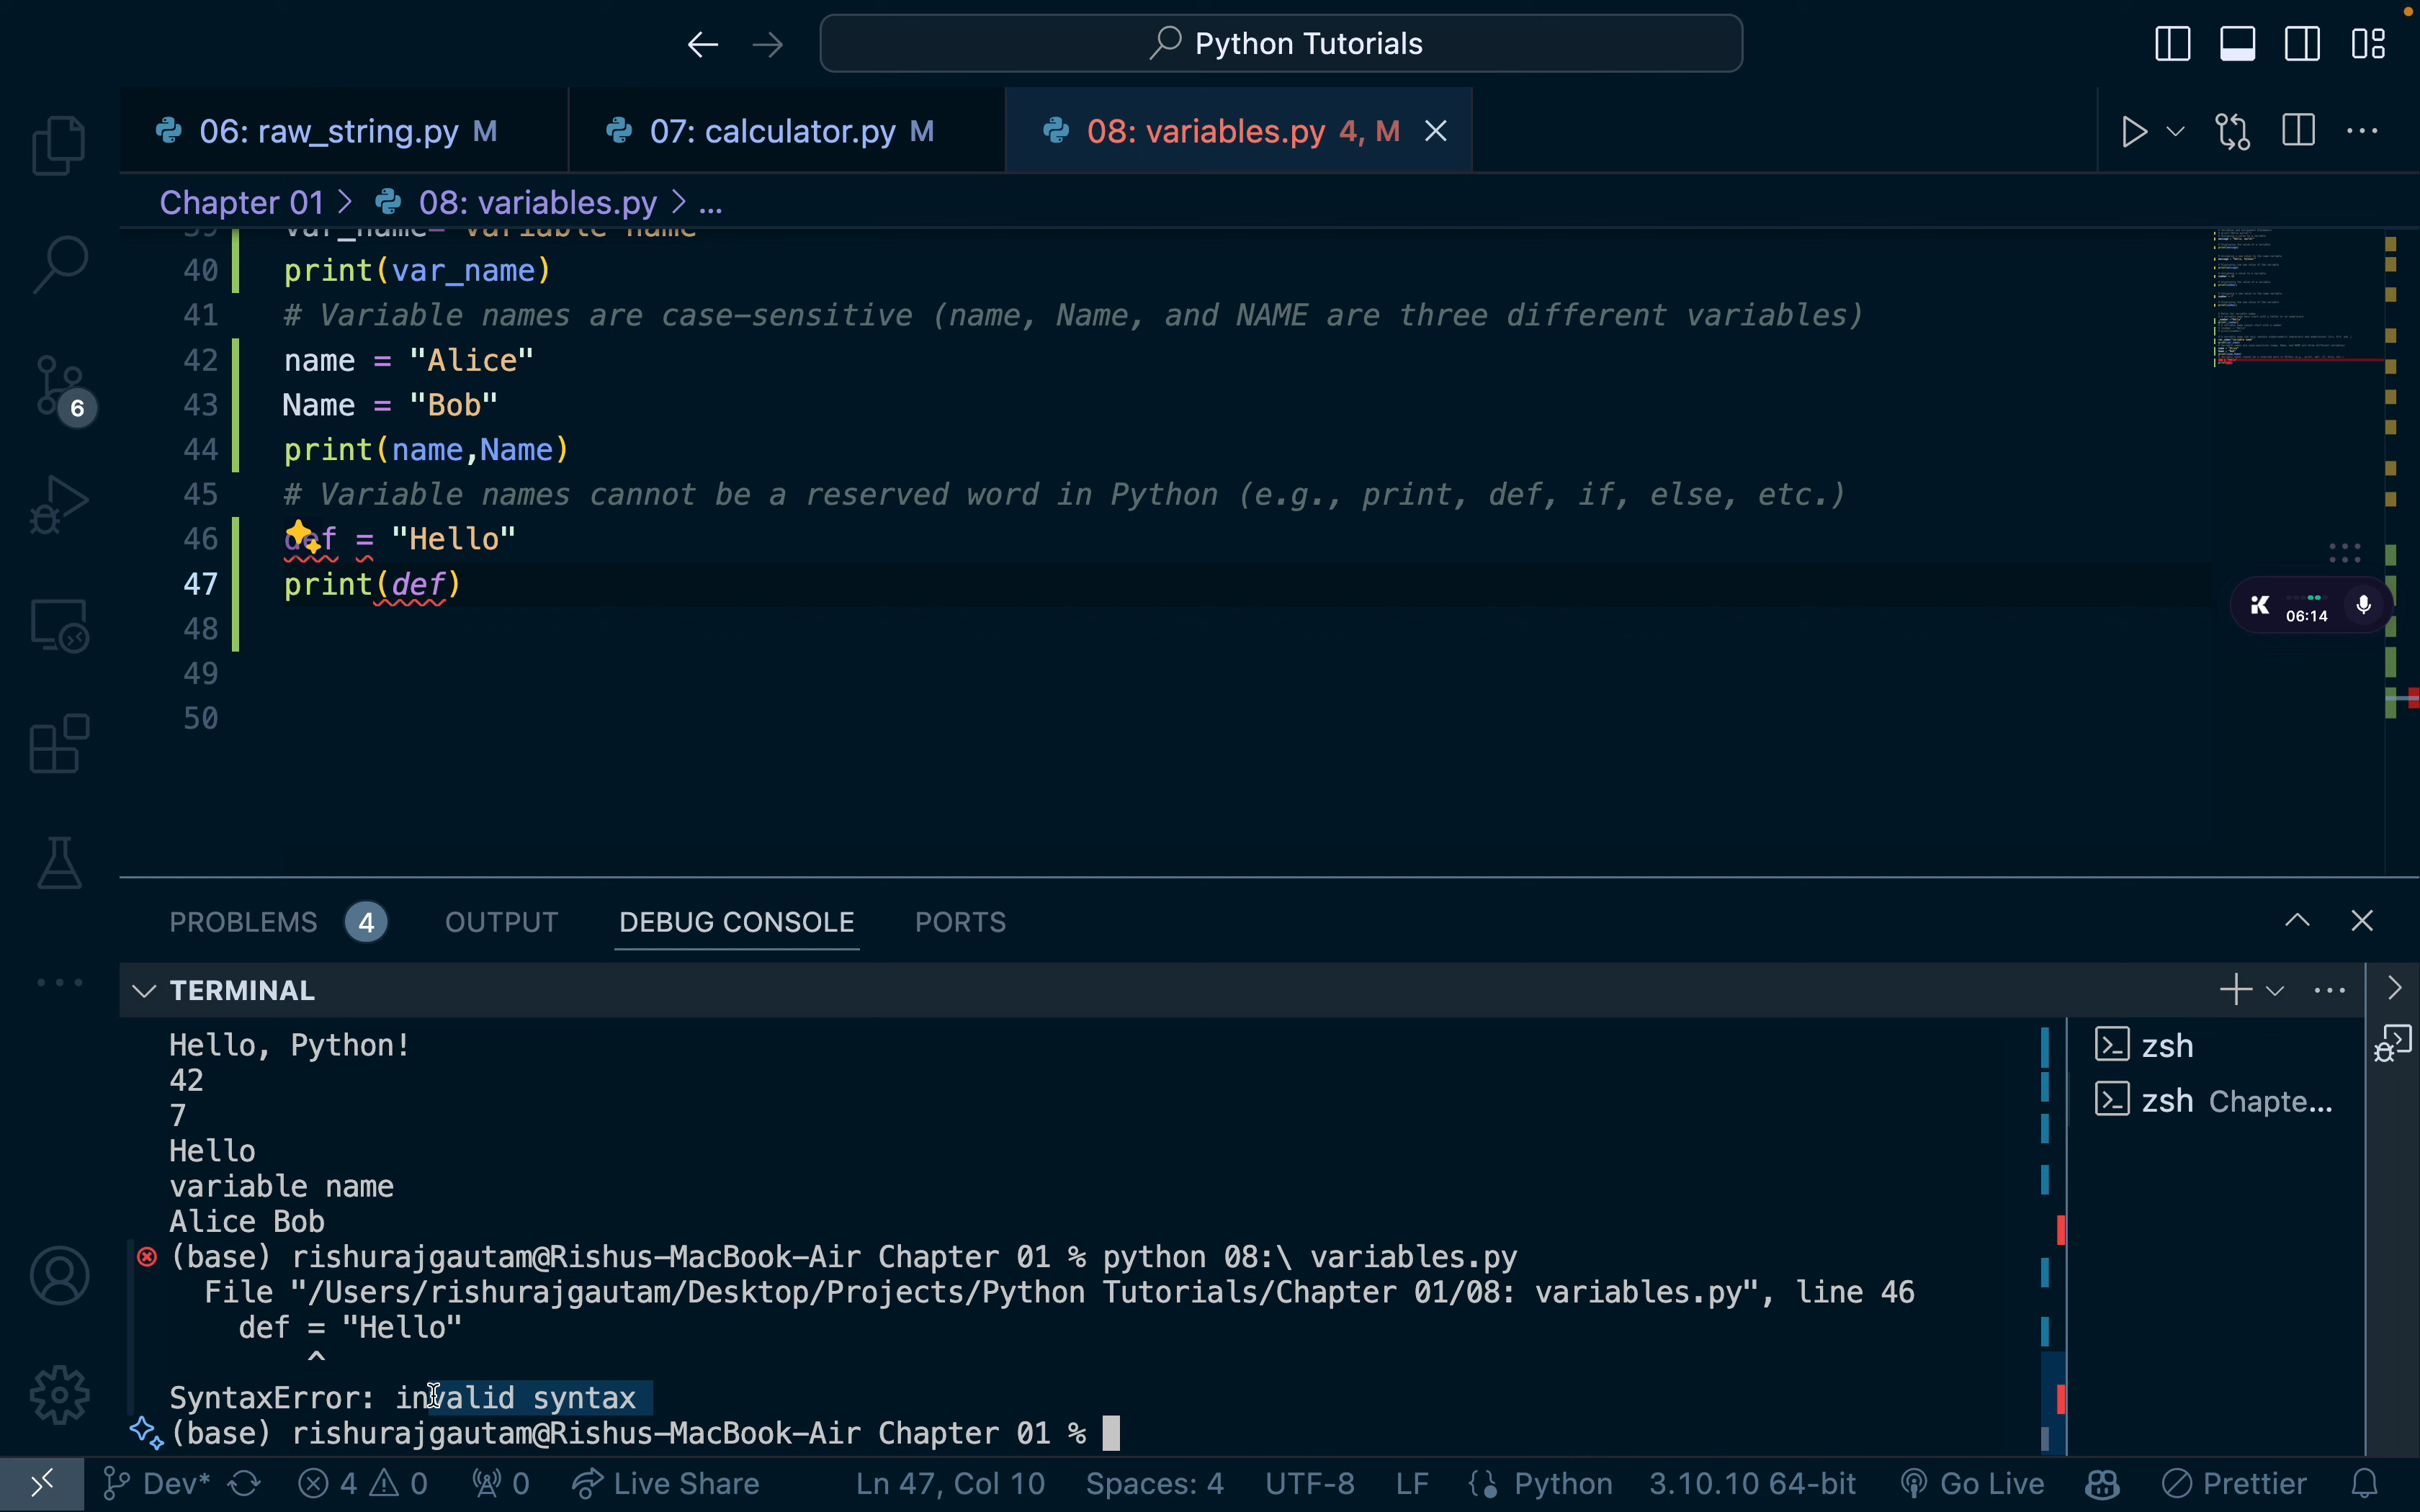 Python Tutorials
06: raw_string.py M
07: calculator.py M
08: variables.py 4, M
Chapter 01 > 08: variables.py > ...
39 var_name= variable name
40 print(var_name)
41 # Variable names are case-sensitive (name, Name, and NAME are three different variables)
42 name = "Alice"
43 Name = "Bob"
44 print(name,Name)
45 # Variable names cannot be a reserved word in Python (e.g., print, def, if, else, etc.)
46 def = "Hello"
47 print(def)
48
49
50
06:14
6
PROBLEMS 4 OUTPUT DEBUG CONSOLE PORTS
TERMINAL
Hello, Python!
42
7
Hello
variable name
Alice Bob
(base) rishurajgautam@Rishus-MacBook-Air Chapter 01 % python 08:\ variables.py
File "/Users/rishurajgautam/Desktop/Projects/Python Tutorials/Chapter 01/08: variables.py", line 46
def = "Hello"
^
SyntaxError: invalid syntax
(base) rishurajgautam@Rishus-MacBook-Air Chapter 01 %
zsh
zsh Chapte...
Dev* 4 0 0 Live Share Ln 47, Col 10 Spaces: 4 UTF-8 LF Python 3.10.10 64-bit Go Live Prettier